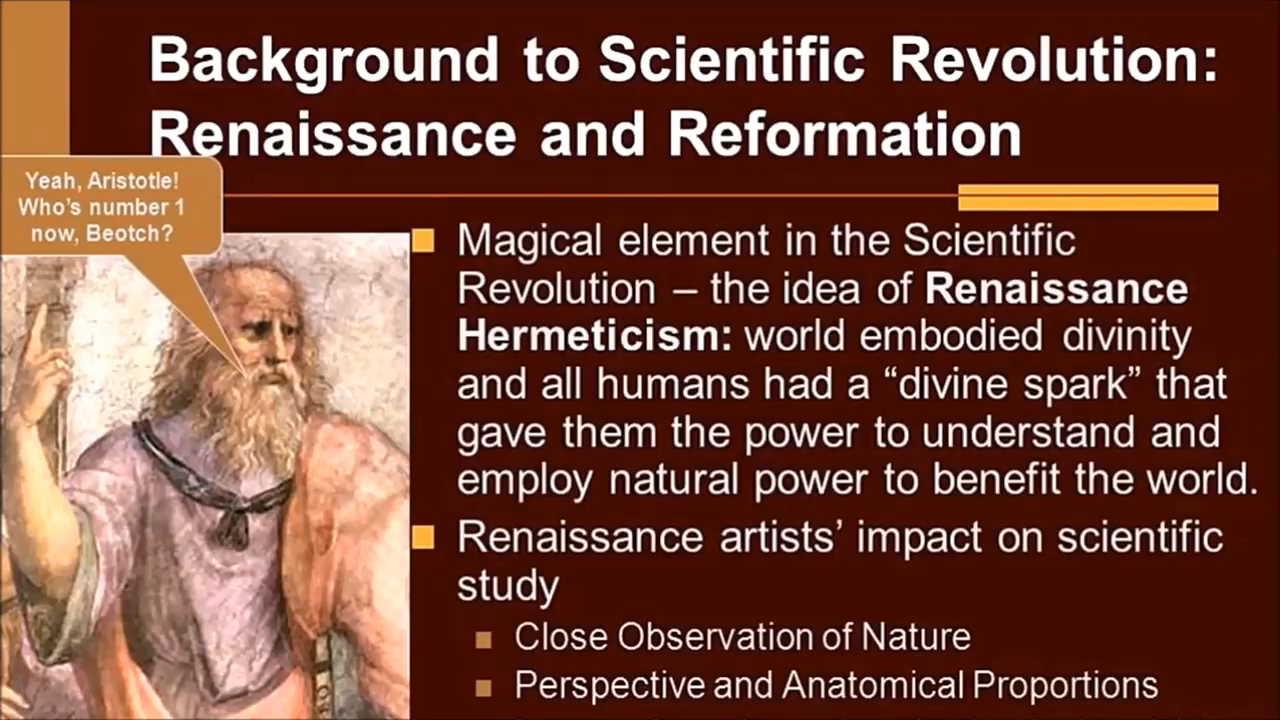 Background to Scientific Revolution:
Renaissance and Reformation
Yeah, Aristotle!
Who's number 1
now, Beotch?
Magical element in the Scientific
Revolution – the idea of Renaissance
Hermeticism: world embodied divinity
and all humans had a “divine spark” that
gave them the power to understand and
employ natural power to benefit the world.
Renaissance artists’ impact on scientific
study
Close Observation of Nature
Perspective and Anatomical Proportions